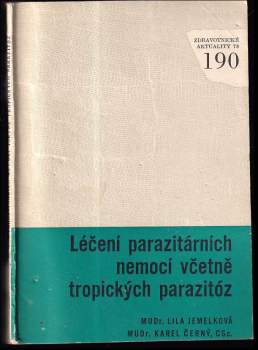 ZDRAVOTNICKÉ
AKTUALITY 78
190
Léčení parazitárních
nemocí včetně
tropických parazitóz
MUDr. LILA JEMELKOVÁ
MUDr. KAREL ČERNÝ, CSc.